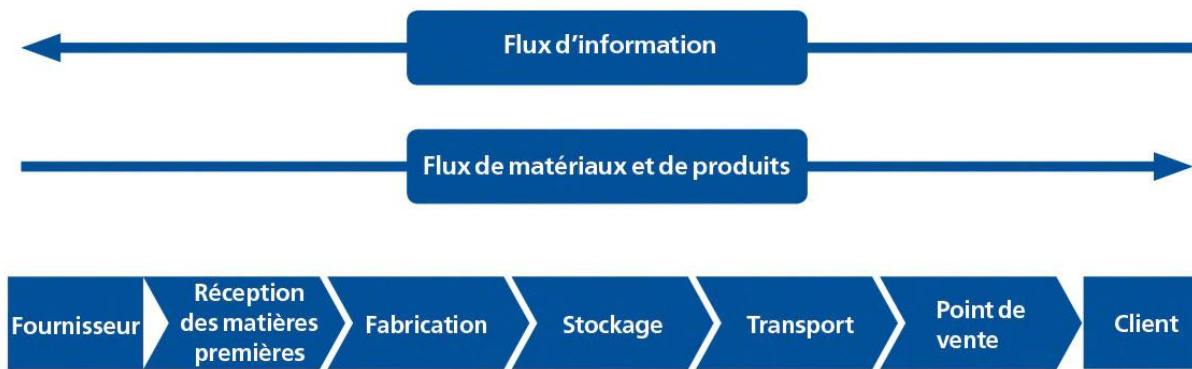 Flux d’information
Flux de matériaux et de produits
Fournisseur
Réception
des matières
premières
Fabrication
Stockage
Transport
Point de
vente
Client